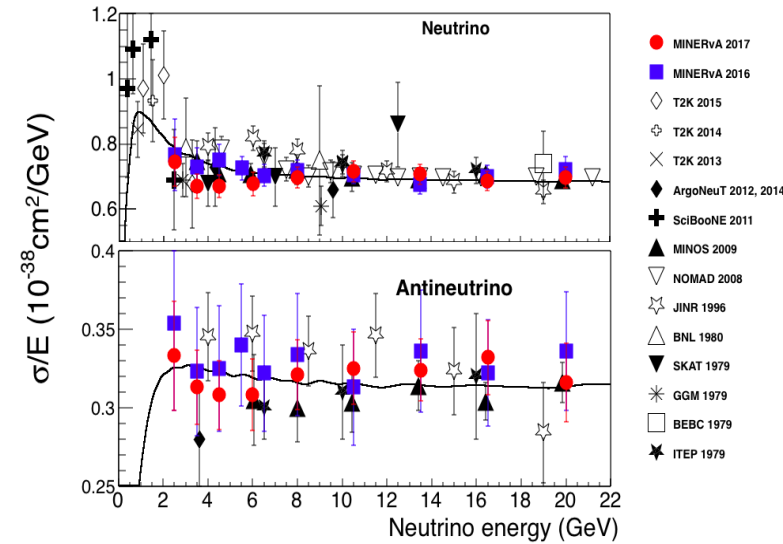 1.2
Neutrino
1
0.8
0.6
0.4
Antineutrino
0.35
0.3
0.25
σ/E (10⁻³⁸cm²/GeV)
0 2 4 6 8 10 12 14 16 18 20 22
Neutrino energy (GeV)
MINERvA 2017
MINERvA 2016
T2K 2015
T2K 2014
T2K 2013
ArgoNeuT 2012, 2014
SciBooNE 2011
MINOS 2009
NOMAD 2008
JINR 1996
BNL 1980
SKAT 1979
GGM 1979
BEBC 1979
ITEP 1979